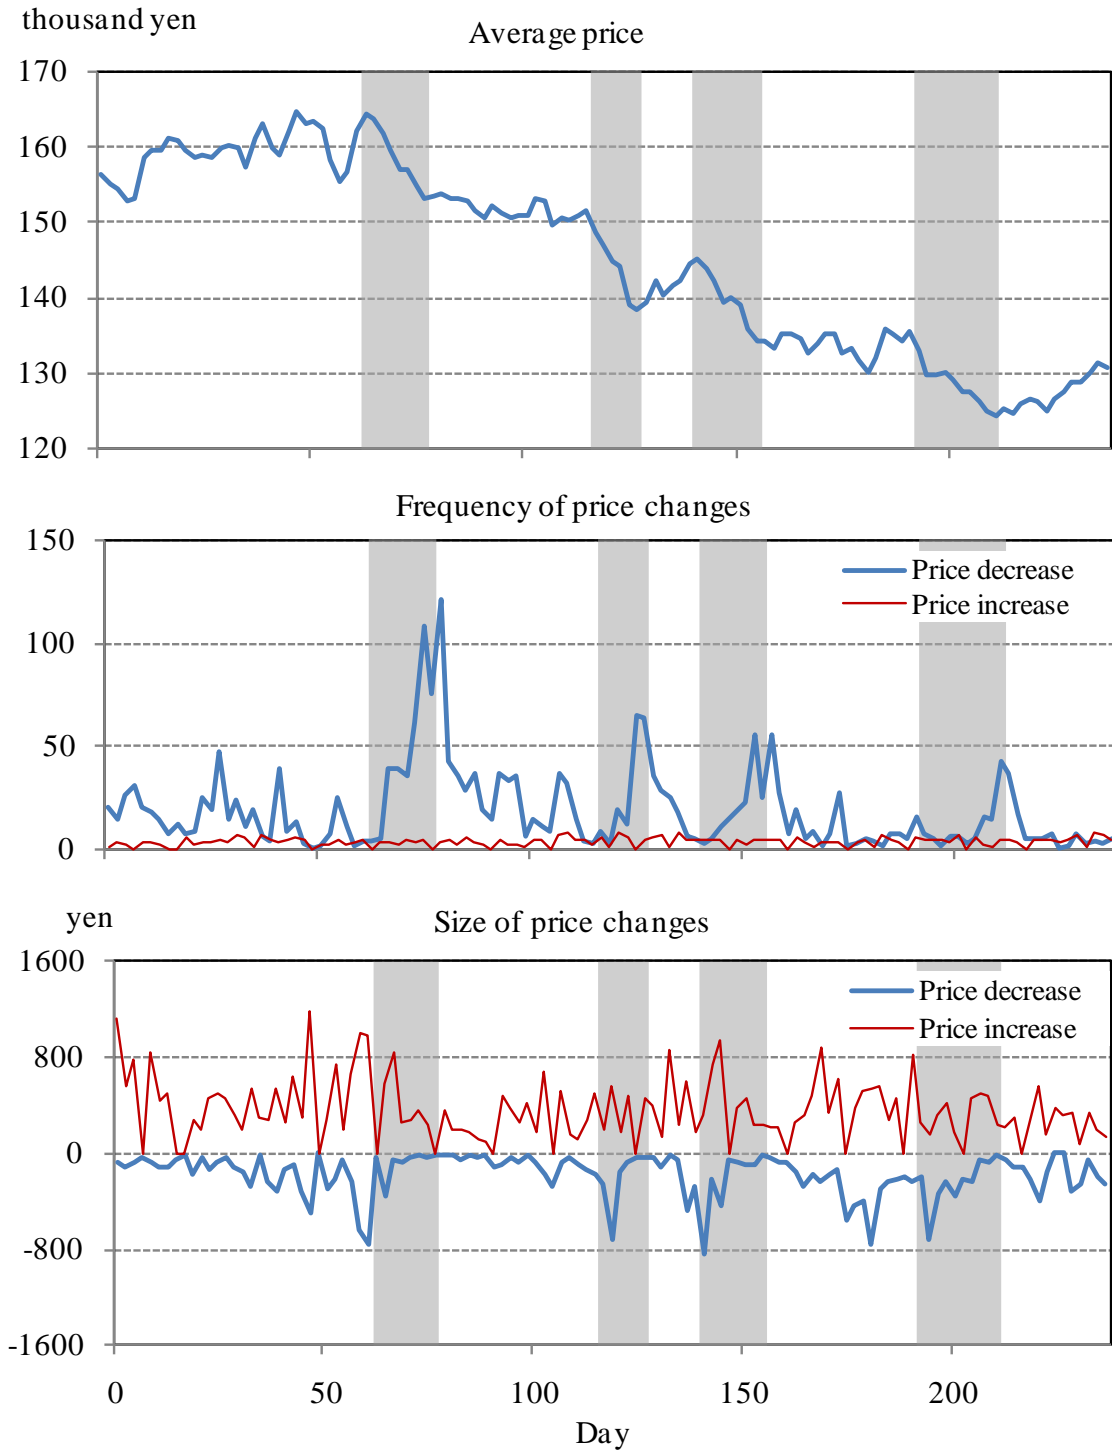 thousand yen
Average price
170
160
150
140
130
120
Frequency of price changes
150
100
50
0
Price decrease
Price increase
yen
Size of price changes
1600
800
0
-800
-1600
Price decrease
Price increase
0 50 100 150 200
Day